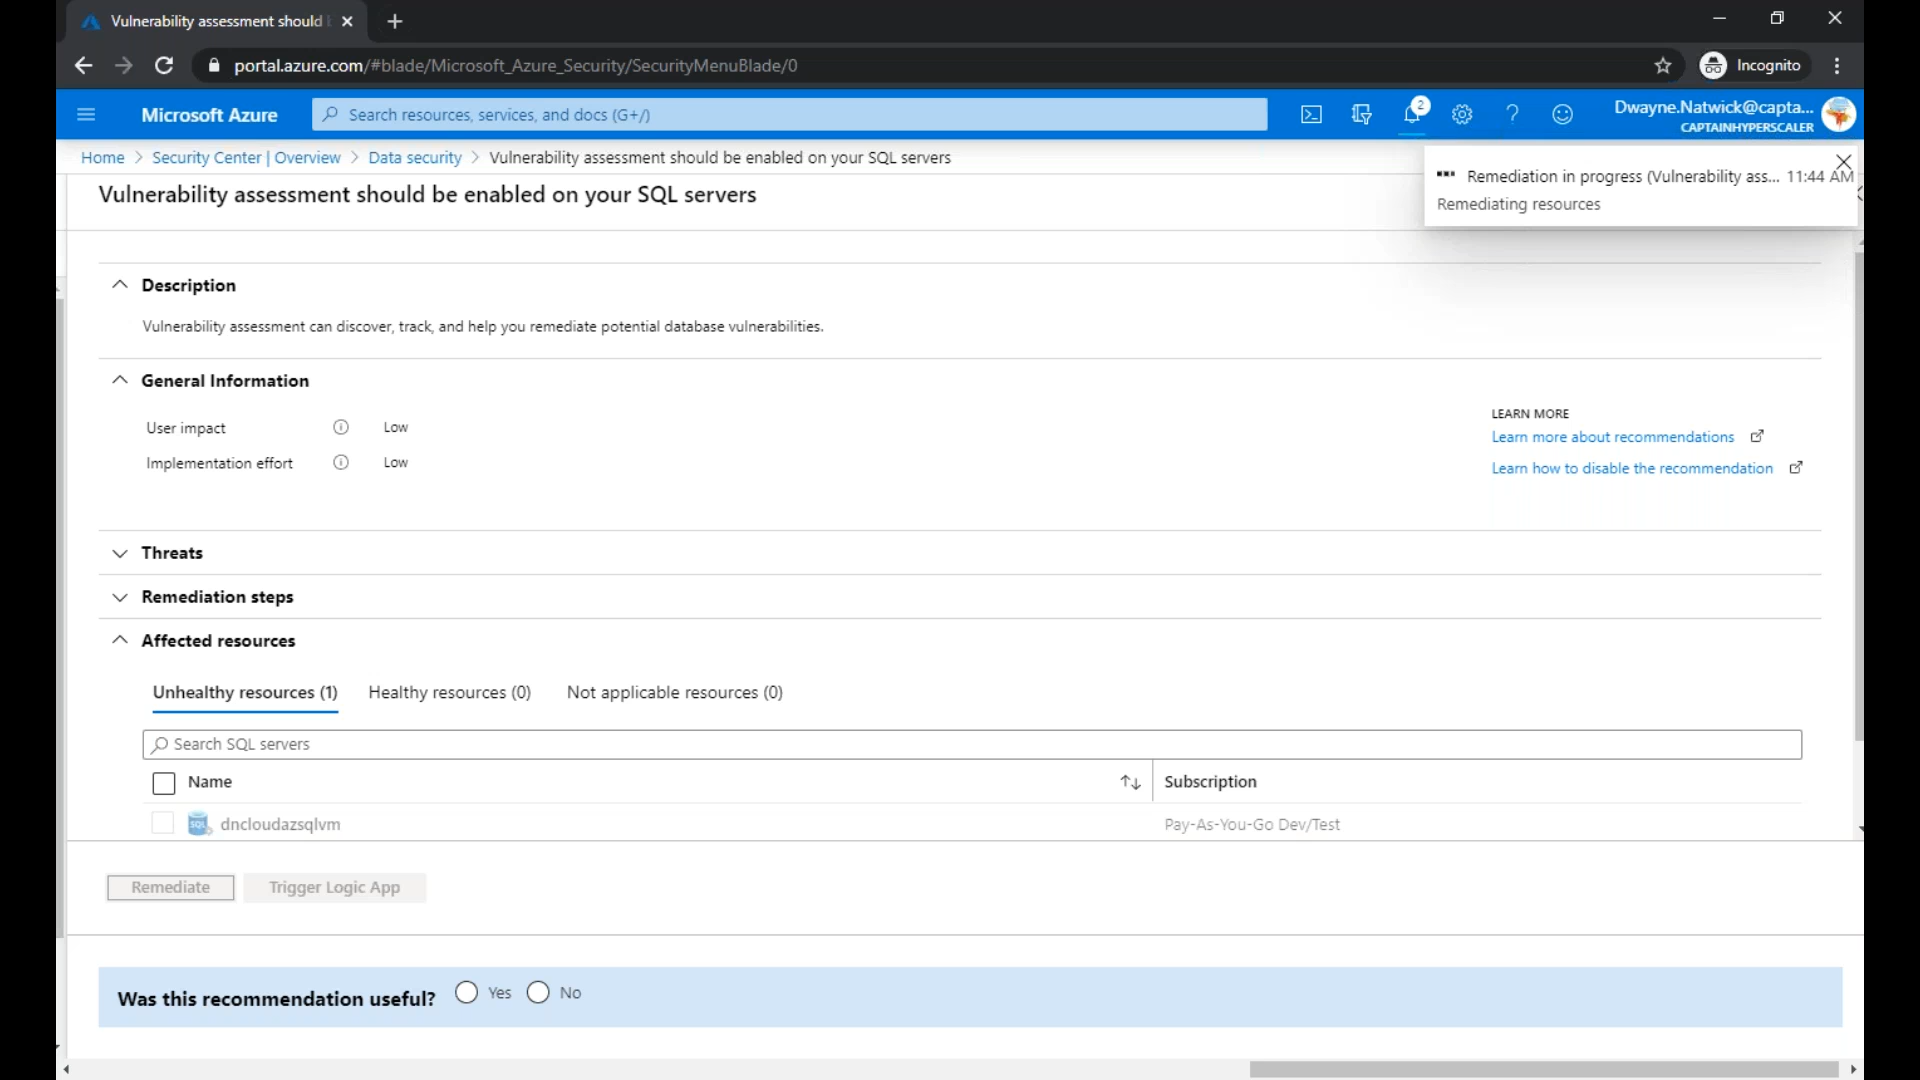 Vulnerability assessment should
portal.azure.com/#blade/Microsoft_Azure_Security/SecurityMenuBlade/0
Incognito
Microsoft Azure
Search resources, services, and docs (G+/)
2
Dwayne.Natwick@capta...
CAPTAINHYPERSCALER
Home > Security Center | Overview > Data security > Vulnerability assessment should be enabled on your SQL servers
Vulnerability assessment should be enabled on your SQL servers
Remediation in progress (Vulnerability ass... 11:44 AM
Remediating resources
Description
Vulnerability assessment can discover, track, and help you remediate potential database vulnerabilities.
General Information
User impact Low
Implementation effort Low
LEARN MORE
Learn more about recommendations
Learn how to disable the recommendation
Threats
Remediation steps
Affected resources
Unhealthy resources (1) Healthy resources (0) Not applicable resources (0)
Search SQL servers
Name Subscription
SQL dncloudazsqlvm Pay-As-You-Go Dev/Test
Remediate Trigger Logic App
Was this recommendation useful? Yes No